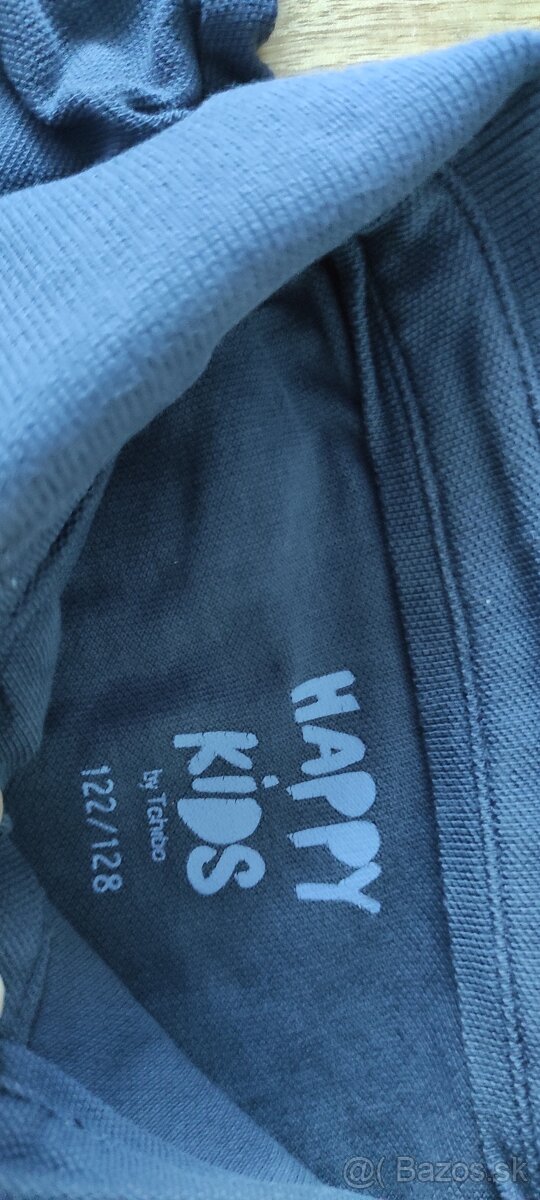 HAPPY
KiDS
by Tchibo
122/128
@( Bazos.sk